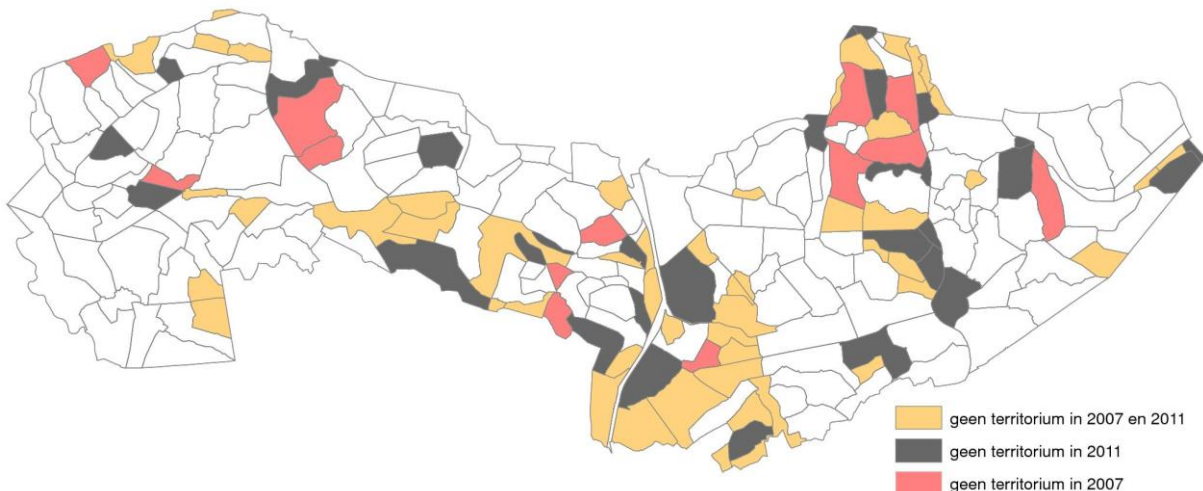 geen territorium in 2007 en 2011
geen territorium in 2011
geen territorium in 2007